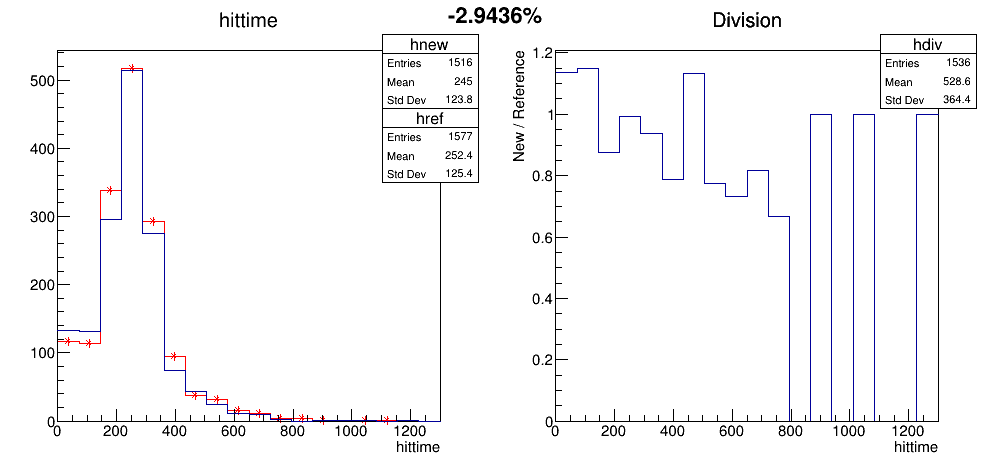 -2.9436%
hittime
hnew
Entries 1516
Mean 245
Std Dev 123.8
href
Entries 1577
Mean 252.4
Std Dev 125.4
500
400
300
200
100
0
0 200 400 600 800 1000 1200
hittime
Division
hdiv
Entries 1536
Mean 528.6
Std Dev 364.4
New / Reference
1.2
1
0.8
0.6
0.4
0.2
0
0 200 400 600 800 1000 1200
hittime